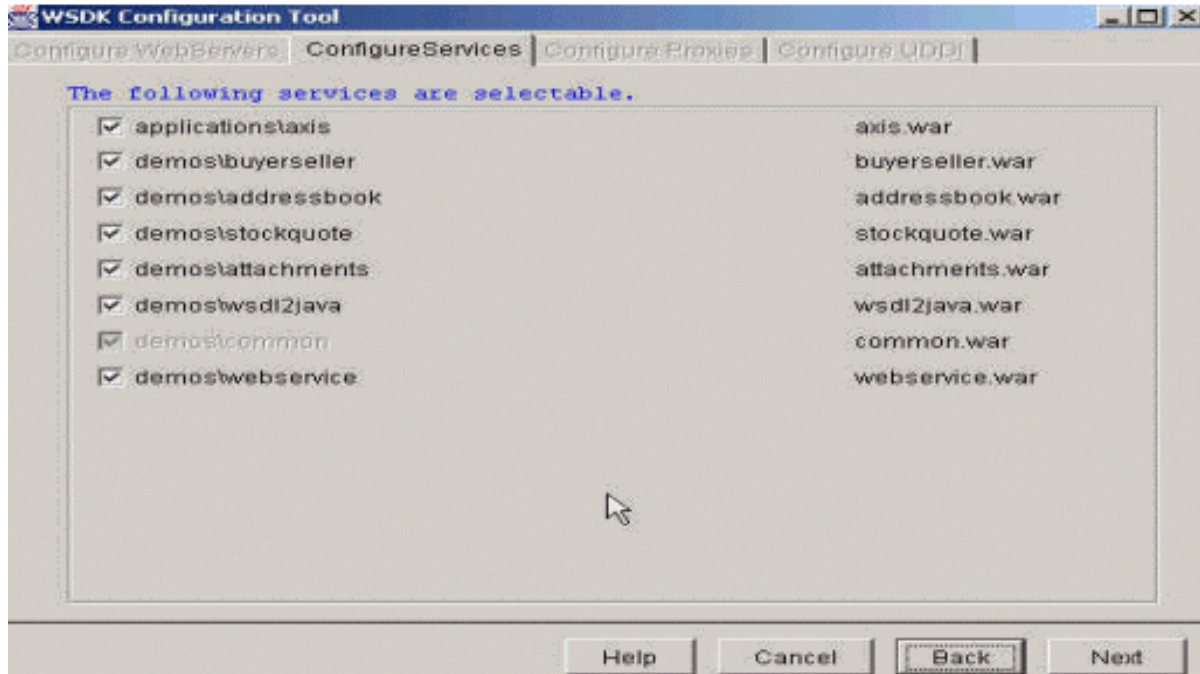 WSDK Configuration Tool
Configure WebServers ConfigureServices Configure Proxies Configure UDDI
The following services are selectable.
applications\axis axis.war
demos\buyerseller buyerseller.war
demos\addressbook addressbook.war
demos\stockquote stockquote.war
demos\attachments attachments.war
demos\wsdl2java wsdl2java.war
demos\common common.war
demos\webservice webservice.war
Help Cancel Back Next